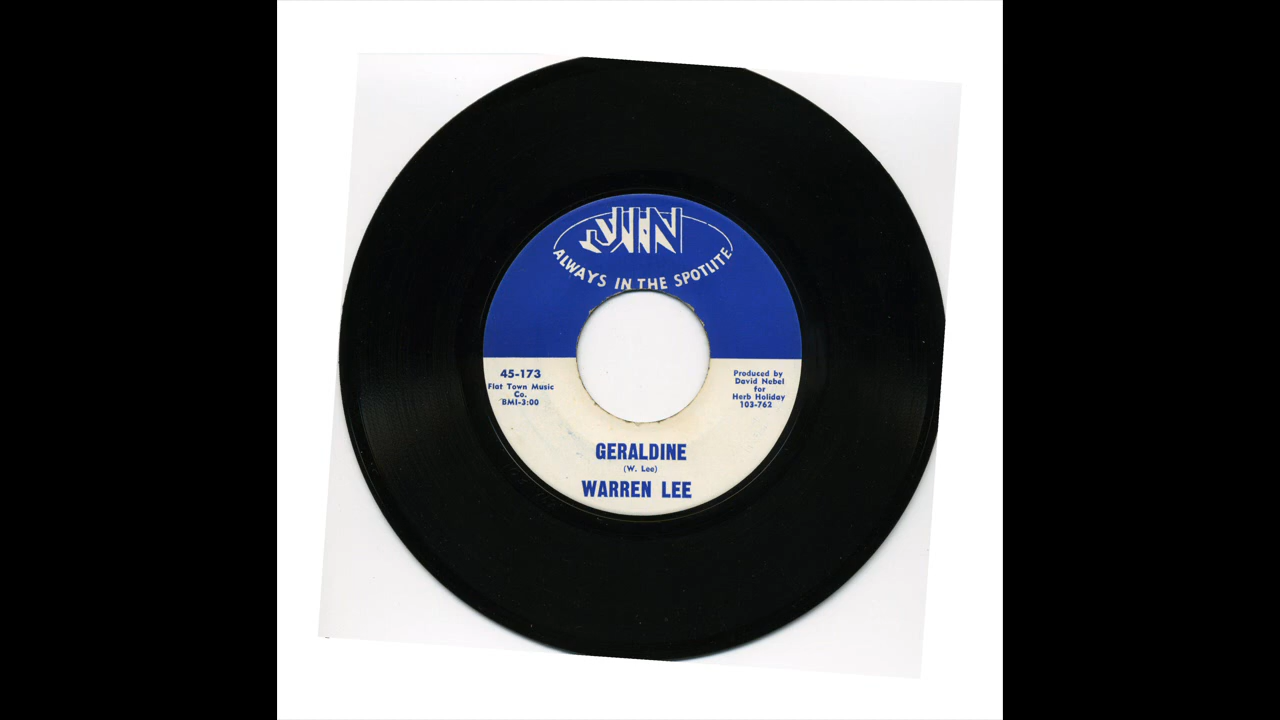 JIN
ALWAYS IN THE SPOTLITE
45-173
Flat Town Music
Co.
BMI-3:00
Produced by
David Nebel
for
Herb Holiday
103-762
GERALDINE
(W. Lee)
WARREN LEE